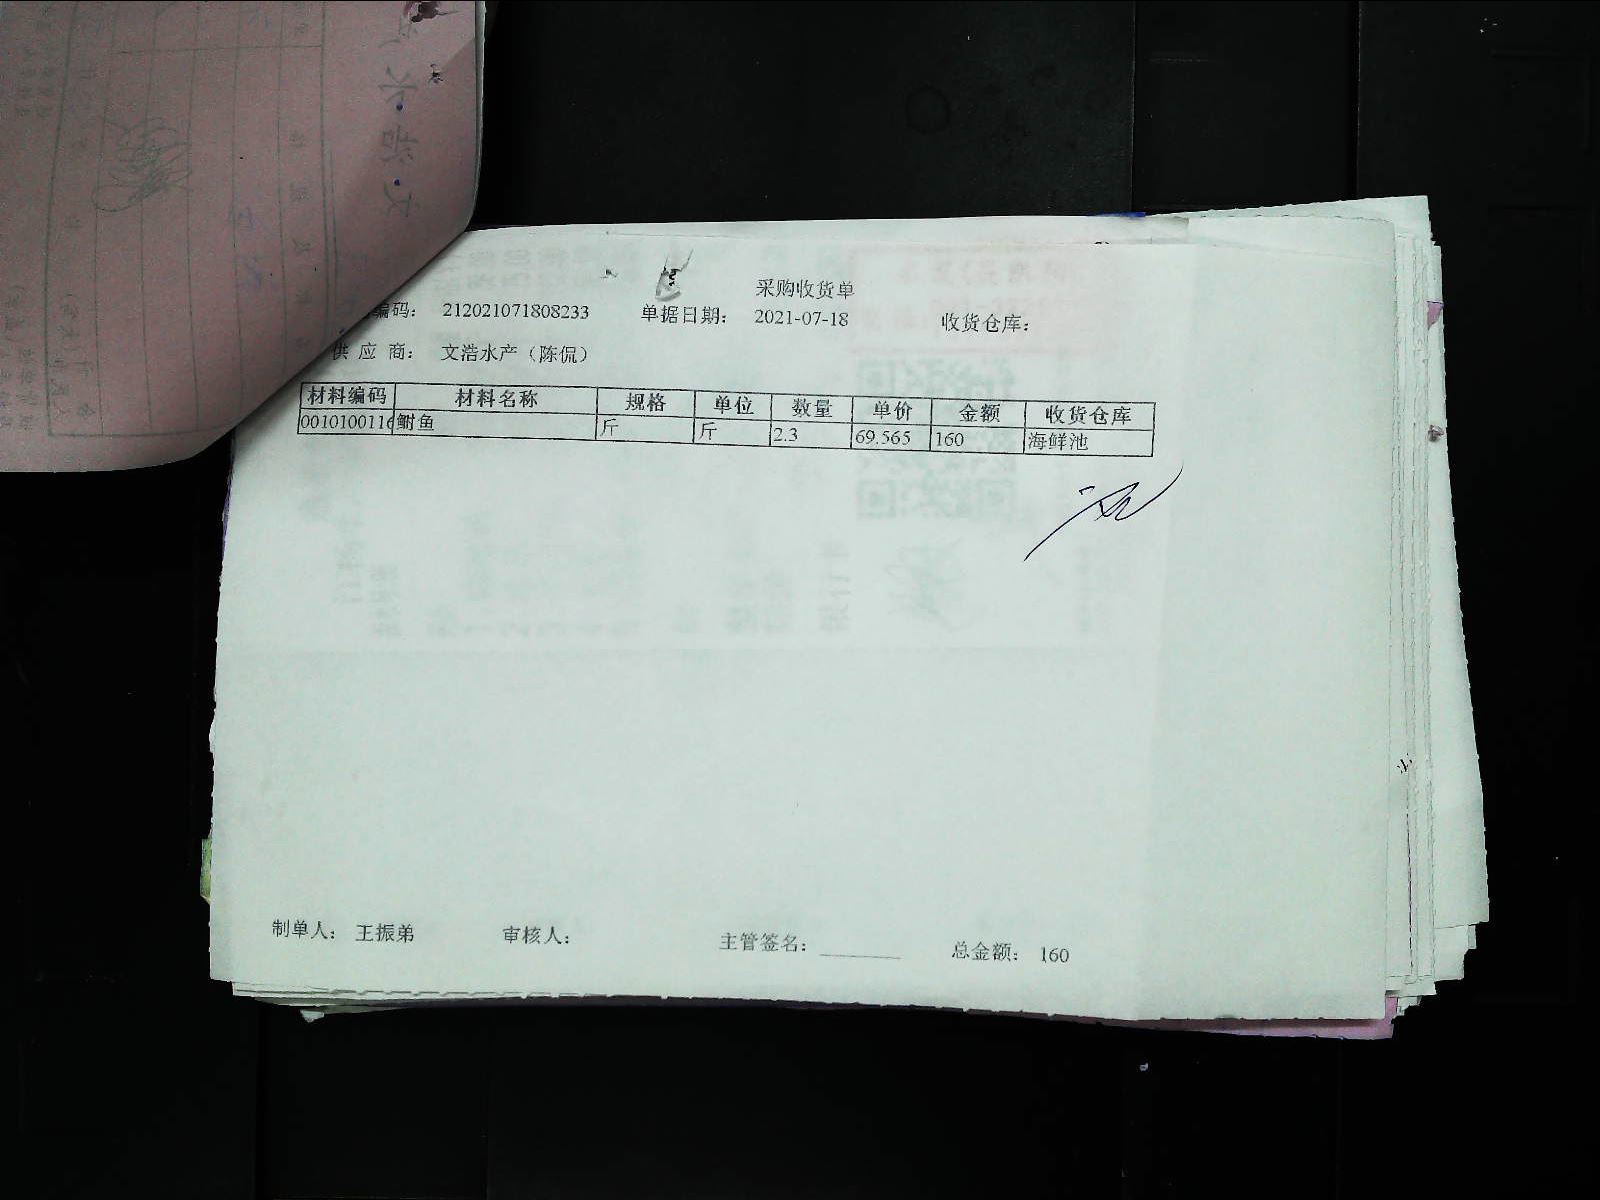 采购收货单
编码： 212021071808233 单据日期： 2021-07-18 收货仓库：
供应商： 文浩水产（陈侃）
材料编码 材料名称 规格 单位 数量 单价 金额 收货仓库
0010100116 鲥鱼 斤 斤 2.3 69.565 160 海鲜池
制单人： 王振弟 审核人： 主管签名：________ 总金额： 160